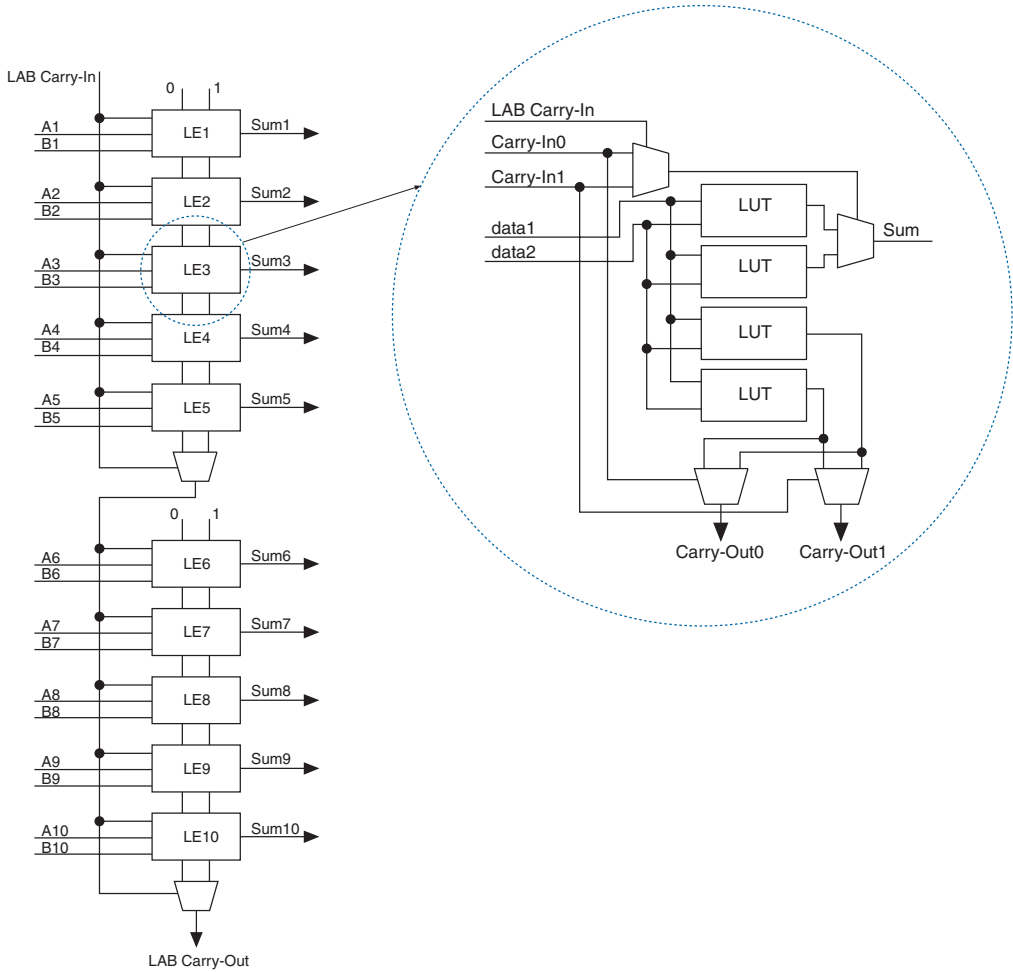 LAB Carry-In
0 1
A1
B1
LE1
Sum1
A2
B2
LE2
Sum2
A3
B3
LE3
Sum3
A4
B4
LE4
Sum4
A5
B5
LE5
Sum5
0 1
A6
B6
LE6
Sum6
A7
B7
LE7
Sum7
A8
B8
LE8
Sum8
A9
B9
LE9
Sum9
A10
B10
LE10
Sum10
LAB Carry-Out
LAB Carry-In
Carry-In0
Carry-In1
data1
data2
LUT
LUT
LUT
LUT
Sum
Carry-Out0
Carry-Out1